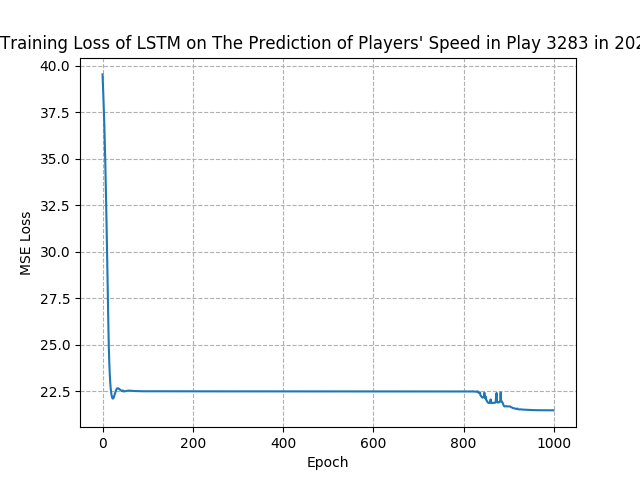 Training Loss of LSTM on The Prediction of Players' Speed in Play 3283 in 202
40.0
37.5
35.0
32.5
30.0
27.5
25.0
22.5
MSE Loss
0 200 400 600 800 1000
Epoch